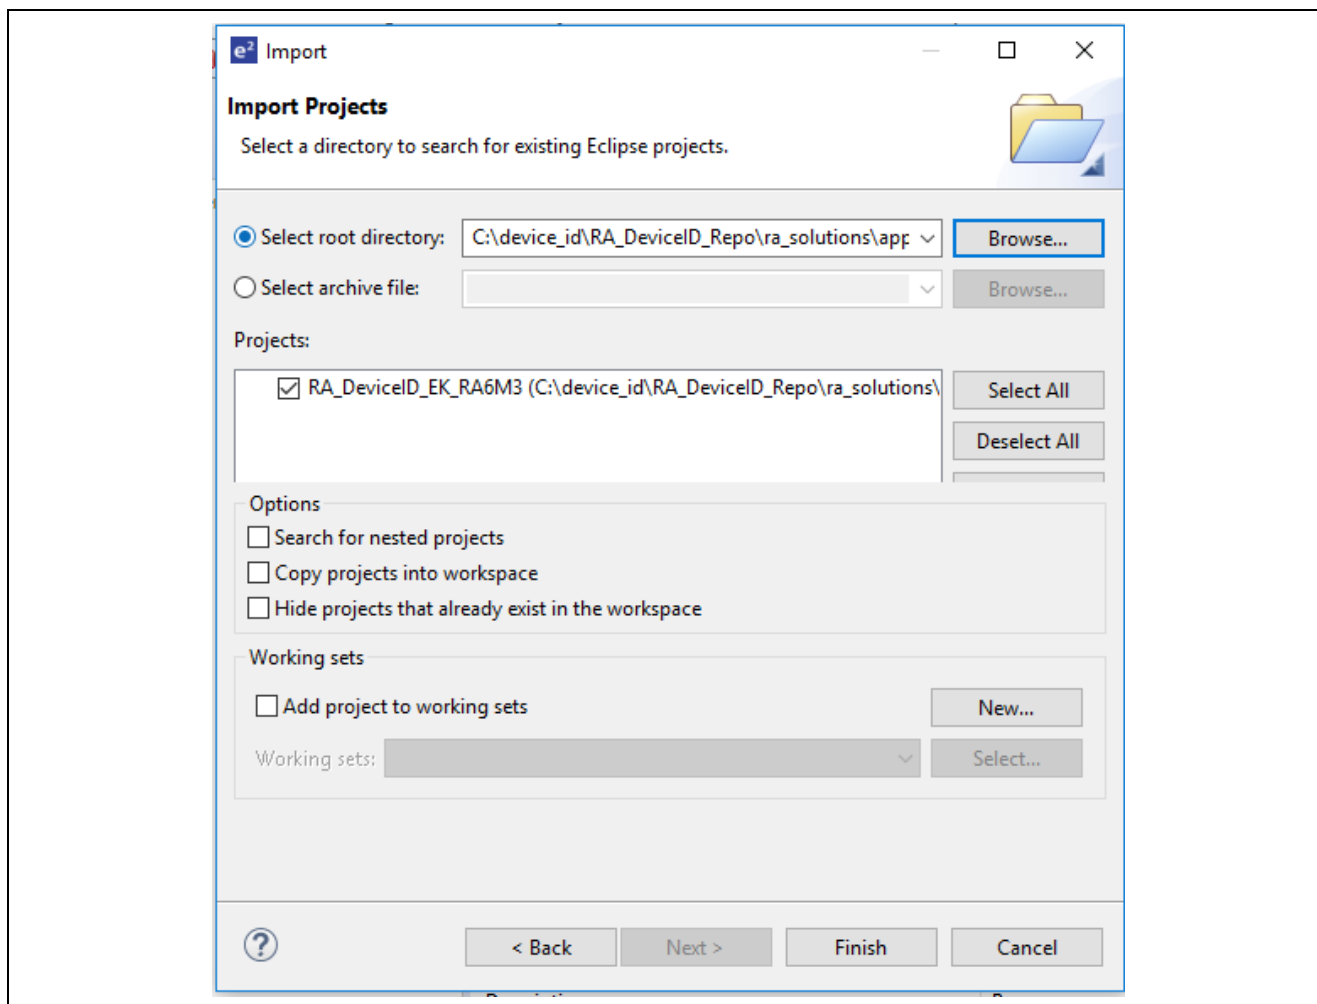 e² Import
Import Projects
Select a directory to search for existing Eclipse projects.
Select root directory: C:\device_id\RA_DeviceID_Repo\ra_solutions\app Browse...
Select archive file: Browse...
Projects:
RA_DeviceID_EK_RA6M3 (C:\device_id\RA_DeviceID_Repo\ra_solutions\ Select All
Deselect All
Options
Search for nested projects
Copy projects into workspace
Hide projects that already exist in the workspace
Working sets
Add project to working sets New...
Working sets: Select...
? < Back Next > Finish Cancel